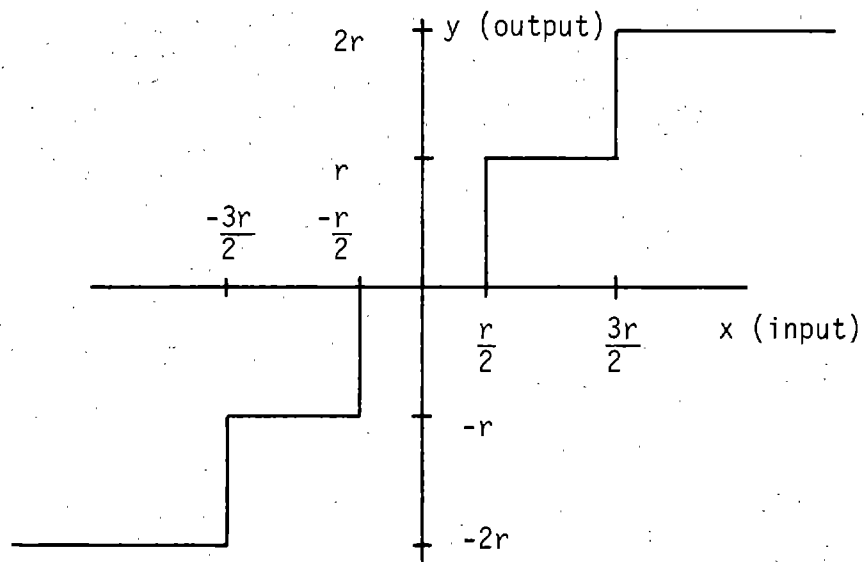 2r
y (output)
r
-3r/2
-r/2
r/2
3r/2
x (input)
-r
-2r